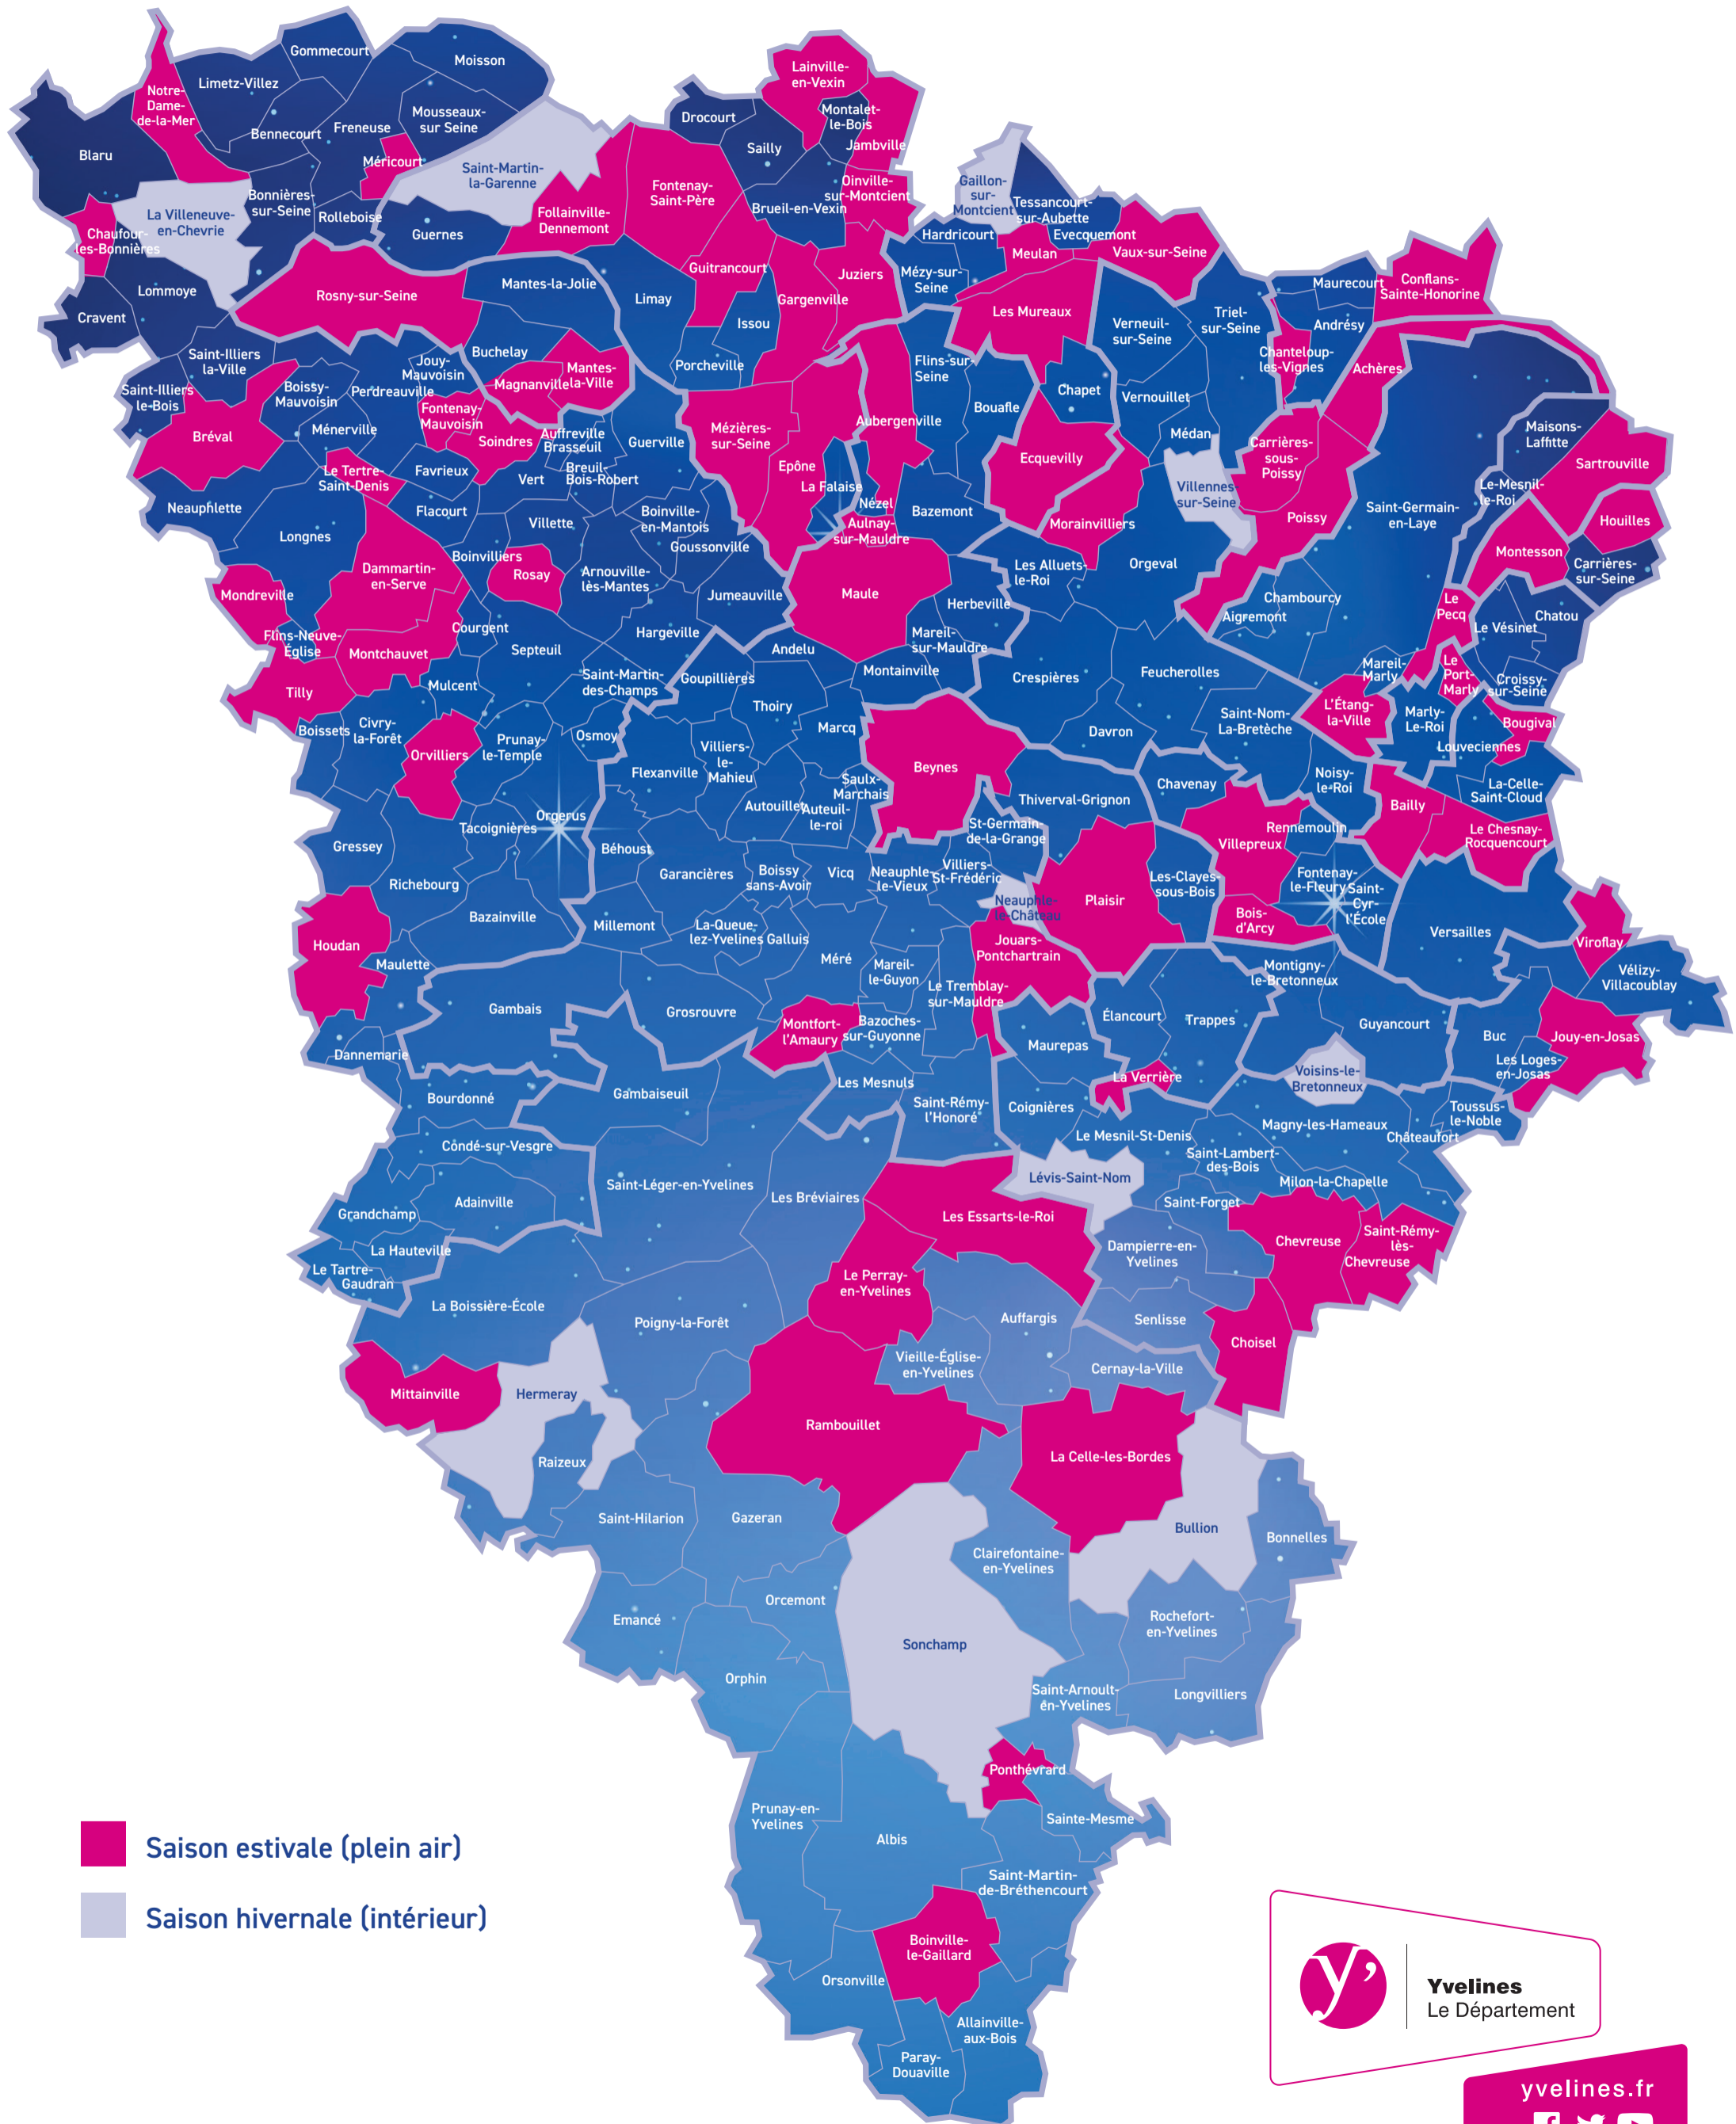 Gommecourt
Moisson
Limetz-Villez
Notre-
Dame-
de-la-Mer
Bennecourt
Freneuse
Mousseaux-
sur Seine
Blaru
Méricourt
Saint-Martin-
la-Garenne
La Villeneuve-
en-Chevrie
Bonnières-
sur-Seine
Rolleboise
Guernes
Follainville-
Dennemont
Chaufour-
les-Bonnières
Lommoye
Cravent
Rosny-sur-Seine
Lainville-
en-Vexin
Drocourt
Montalet-
le-Bois
Sailly
Jambville
Fontenay-
Saint-Père
Oinville-
sur-Montcient
Brueil-en-Vexin
Gaillon-
sur-
Montcient
Tessancourt-
sur-Aubette
Hardricourt
Evecquemont
Meulan
Vaux-sur-Seine
Guitrancourt
Juziers
Mézy-sur-
Seine
Gargenville
Mantes-la-Jolie
Limay
Issou
Porcheville
Les Mureaux
Verneuil-
sur-Seine
Triel-
sur-Seine
Maurecourt
Conflans-
Sainte-Honorine
Andrésy
Chanteloup-
les-Vignes
Achères
Saint-Illiers
la-Ville
Saint-Illiers
le-Bois
Boissy-
Mauvoisin
Perdreauville
Jouy-
Mauvoisin
Buchelay
Magnanville
Mantes-
la-Ville
Fontenay-
Mauvoisin
Soindres
Auffreville
Brasseuil
Guerville
Bréval
Ménerville
Le Tertre-
Saint-Denis
Favrieux
Vert
Breuil-
Bois-Robert
Mézières-
sur-Seine
Epône
La Falaise
Aubergenville
Nézel
Aulnay-
sur-Mauldre
Flins-sur-
Seine
Bouafle
Chapet
Vernouillet
Médan
Ecquevilly
Villennes
sur-Seine
Carrières-
sous-
Poissy
Poissy
Saint-Germain-
en-Laye
Maisons-
Laffitte
Sartrouville
Le-Mesnil-
le-Roi
Houilles
Montesson
Carrières-
sur-Seine
Neauphlette
Longnes
Flacourt
Villette
Boinville-
en-Mantois
Goussonville
Boinvilliers
Rosay
Arnouville-
lès-Mantes
Jumeauville
Bazemont
Morainvilliers
Orgeval
Les Alluets-
le-Roi
Maule
Herbeville
Mareil-
sur-Mauldre
Dammartin-
en-Serve
Mondreville
Flins-Neuve-
Église
Montchauvet
Courgent
Septeuil
Hargeville
Andelu
Montainville
Tilly
Mulcent
Saint-Martin-
des-Champs
Goupillières
Crespières
Feucherolles
Chambourcy
Aigremont
Le
Pecq
Le Vésinet
Chatou
Mareil-
Marly
Le
Port-
Marly
Croissy-
sur-Seine
L'Étang-
la-Ville
Marly-
Le-Roi
Bougival
Louveciennes
La-Celle-
Saint-Cloud
Boissets
Civry-
la-Forêt
Orvilliers
Prunay-
le-Temple
Osmoy
Thoiry
Marcq
Flexanville
Villiers-
le-
Mahieu
Saulx-
Marchais
Beynes
Davron
Saint-Nom-
La-Bretèche
Noisy-
le-Roi
Chavenay
Bailly
Thiverval-Grignon
Autouillet
Auteuil-
le-roi
Orgerus
Tacoignières
Gressey
Béhoust
St-Germain-
de-la-Grange
Rennemoulin
Villepreux
Le Chesnay-
Rocquencourt
Richebourg
Garancières
Boissy
sans-Avoir
Vicq
Neauphle-
le-Vieux
Villiers-
St-Frédéric
Neauphle-
le-Château
Plaisir
Les-Clayes-
sous-Bois
Fontenay-
le-Fleury
Saint-
Cyr-
l'École
Bois-
d'Arcy
Versailles
Viroflay
Vélizy-
Villacoublay
Bazainville
Millemont
La-Queue-
lez-Yvelines
Galluis
Houdan
Maulette
Méré
Mareil-
le-Guyon
Jouars-
Pontchartrain
Le Tremblay-
sur-Mauldre
Montigny-
le-Bretonneux
Gambais
Grosrouvre
Montfort-
l'Amaury
Bazoches-
sur-Guyonne
Élancourt
Trappes
Guyancourt
Buc
Jouy-en-Josas
Les Loges-
en-Josas
Dannemarie
Maurepas
La Verrière
Voisins-le-
Bretonneux
Bourdonné
Gambaiseuil
Les Mesnuls
Saint-Rémy-
l'Honoré
Coignières
Toussus-
le-Noble
Magny-les-Hameaux
Châteaufort
Condé-sur-Vesgre
Le Mesnil-St-Denis
Saint-Lambert-
des-Bois
Lévis-Saint-Nom
Milon-la-Chapelle
Adainville
Saint-Léger-en-Yvelines
Les Bréviaires
Grandchamp
Saint-Forget
Les Essarts-le-Roi
La Hauteville
Dampierre-en-
Yvelines
Chevreuse
Saint-Rémy-
lès-
Chevreuse
Le Tartre-
Gaudran
Le Perray-
en-Yvelines
La Boissière-École
Poigny-la-Forêt
Auffargis
Senlisse
Choisel
Vieille-Église-
en-Yvelines
Cernay-la-Ville
Mittainville
Hermeray
Rambouillet
La Celle-les-Bordes
Raizeux
Saint-Hilarion
Gazeran
Bullion
Bonnelles
Clairefontaine-
en-Yvelines
Orcemont
Emancé
Rochefort-
en-Yvelines
Sonchamp
Orphin
Saint-Arnoult-
en-Yvelines
Longvilliers
Ponthévrard
Prunay-en-
Yvelines
Sainte-Mesme
Albis
Saint-Martin-
de-Bréthencourt
Boinville-
le-Gaillard
Orsonville
Allainville-
aux-Bois
Paray-
Douaville
Saison estivale (plein air)
Saison hivernale (intérieur)
y'
Yvelines
Le Département
yvelines.fr